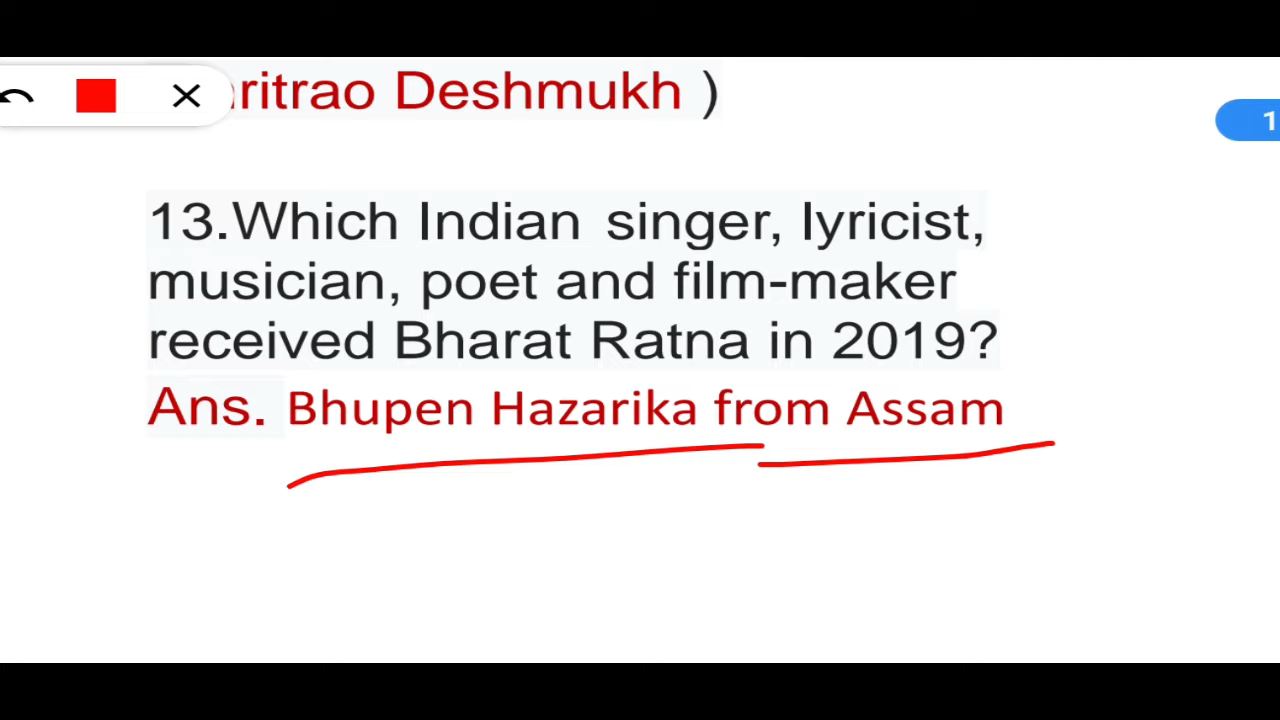 Deshmukh )
1
13.Which Indian singer, lyricist,
musician, poet and film-maker
received Bharat Ratna in 2019?
Ans. Bhupen Hazarika from Assam